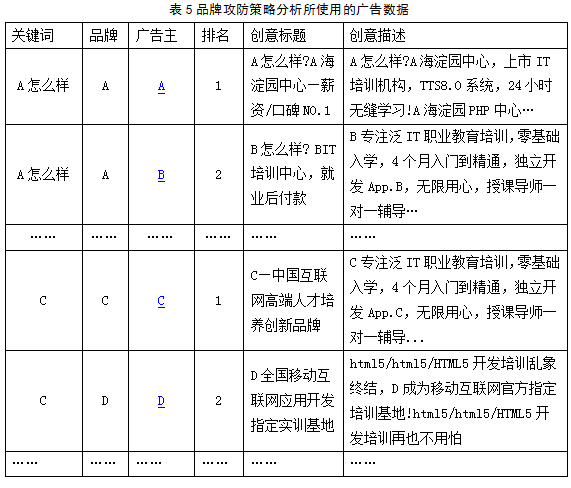 表 5 品牌攻防策略分析所使用的广告数据
关键词 品牌 广告主 排名 创意标题 创意描述
A 怎么样 A A 1 A 怎么样?A 海淀园中心一薪资/口碑 NO.1 A 怎么样?A 海淀园中心，上市 IT 培训机构，TTS8.0 系统，24 小时无缝学习!A 海淀园 PHP 中心…
A 怎么样 A B 2 B 怎么样? BIT 培训中心，就业后付款 B 专注泛 IT 职业教育培训，零基础入学，4 个月入门到精通，独立开发 App.B，无限用心，授课导师一对一辅导…
…… …… …… …… …… ……
C C C 1 C—中国互联网高端人才培养创新品牌 C 专注泛 IT 职业教育培训，零基础入学，4 个月入门到精通，独立开发 App.C，无限用心，授课导师一对一辅导...
C D D 2 D 全国移动互联网应用开发指定实训基地 html5/html5/HTML5 开发培训乱象终结，D 成为移动互联网官方指定培训基地!html5/html5/HTML5 开发培训再也不用怕
…… …… …… …… …… ……